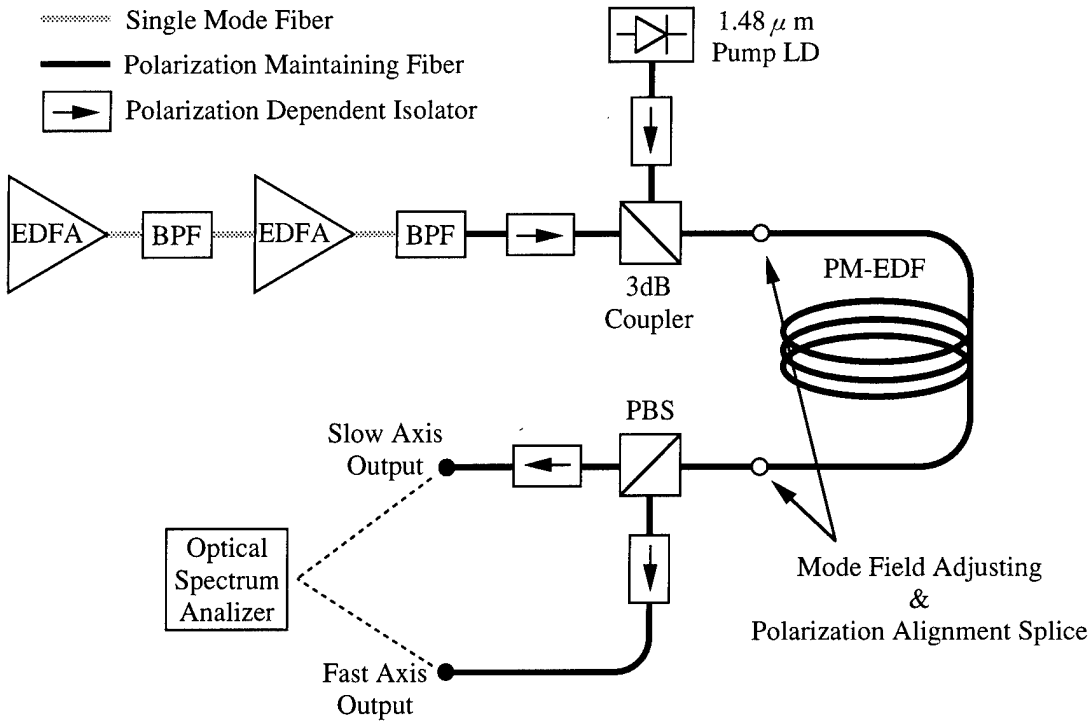 Single Mode Fiber
Polarization Maintaining Fiber
Polarization Dependent Isolator
1.48 μ m
Pump LD
EDFA
BPF
EDFA
BPF
3dB
Coupler
PM-EDF
PBS
Slow Axis
Output
Optical
Spectrum
Analizer
Fast Axis
Output
Mode Field Adjusting
&
Polarization Alignment Splice